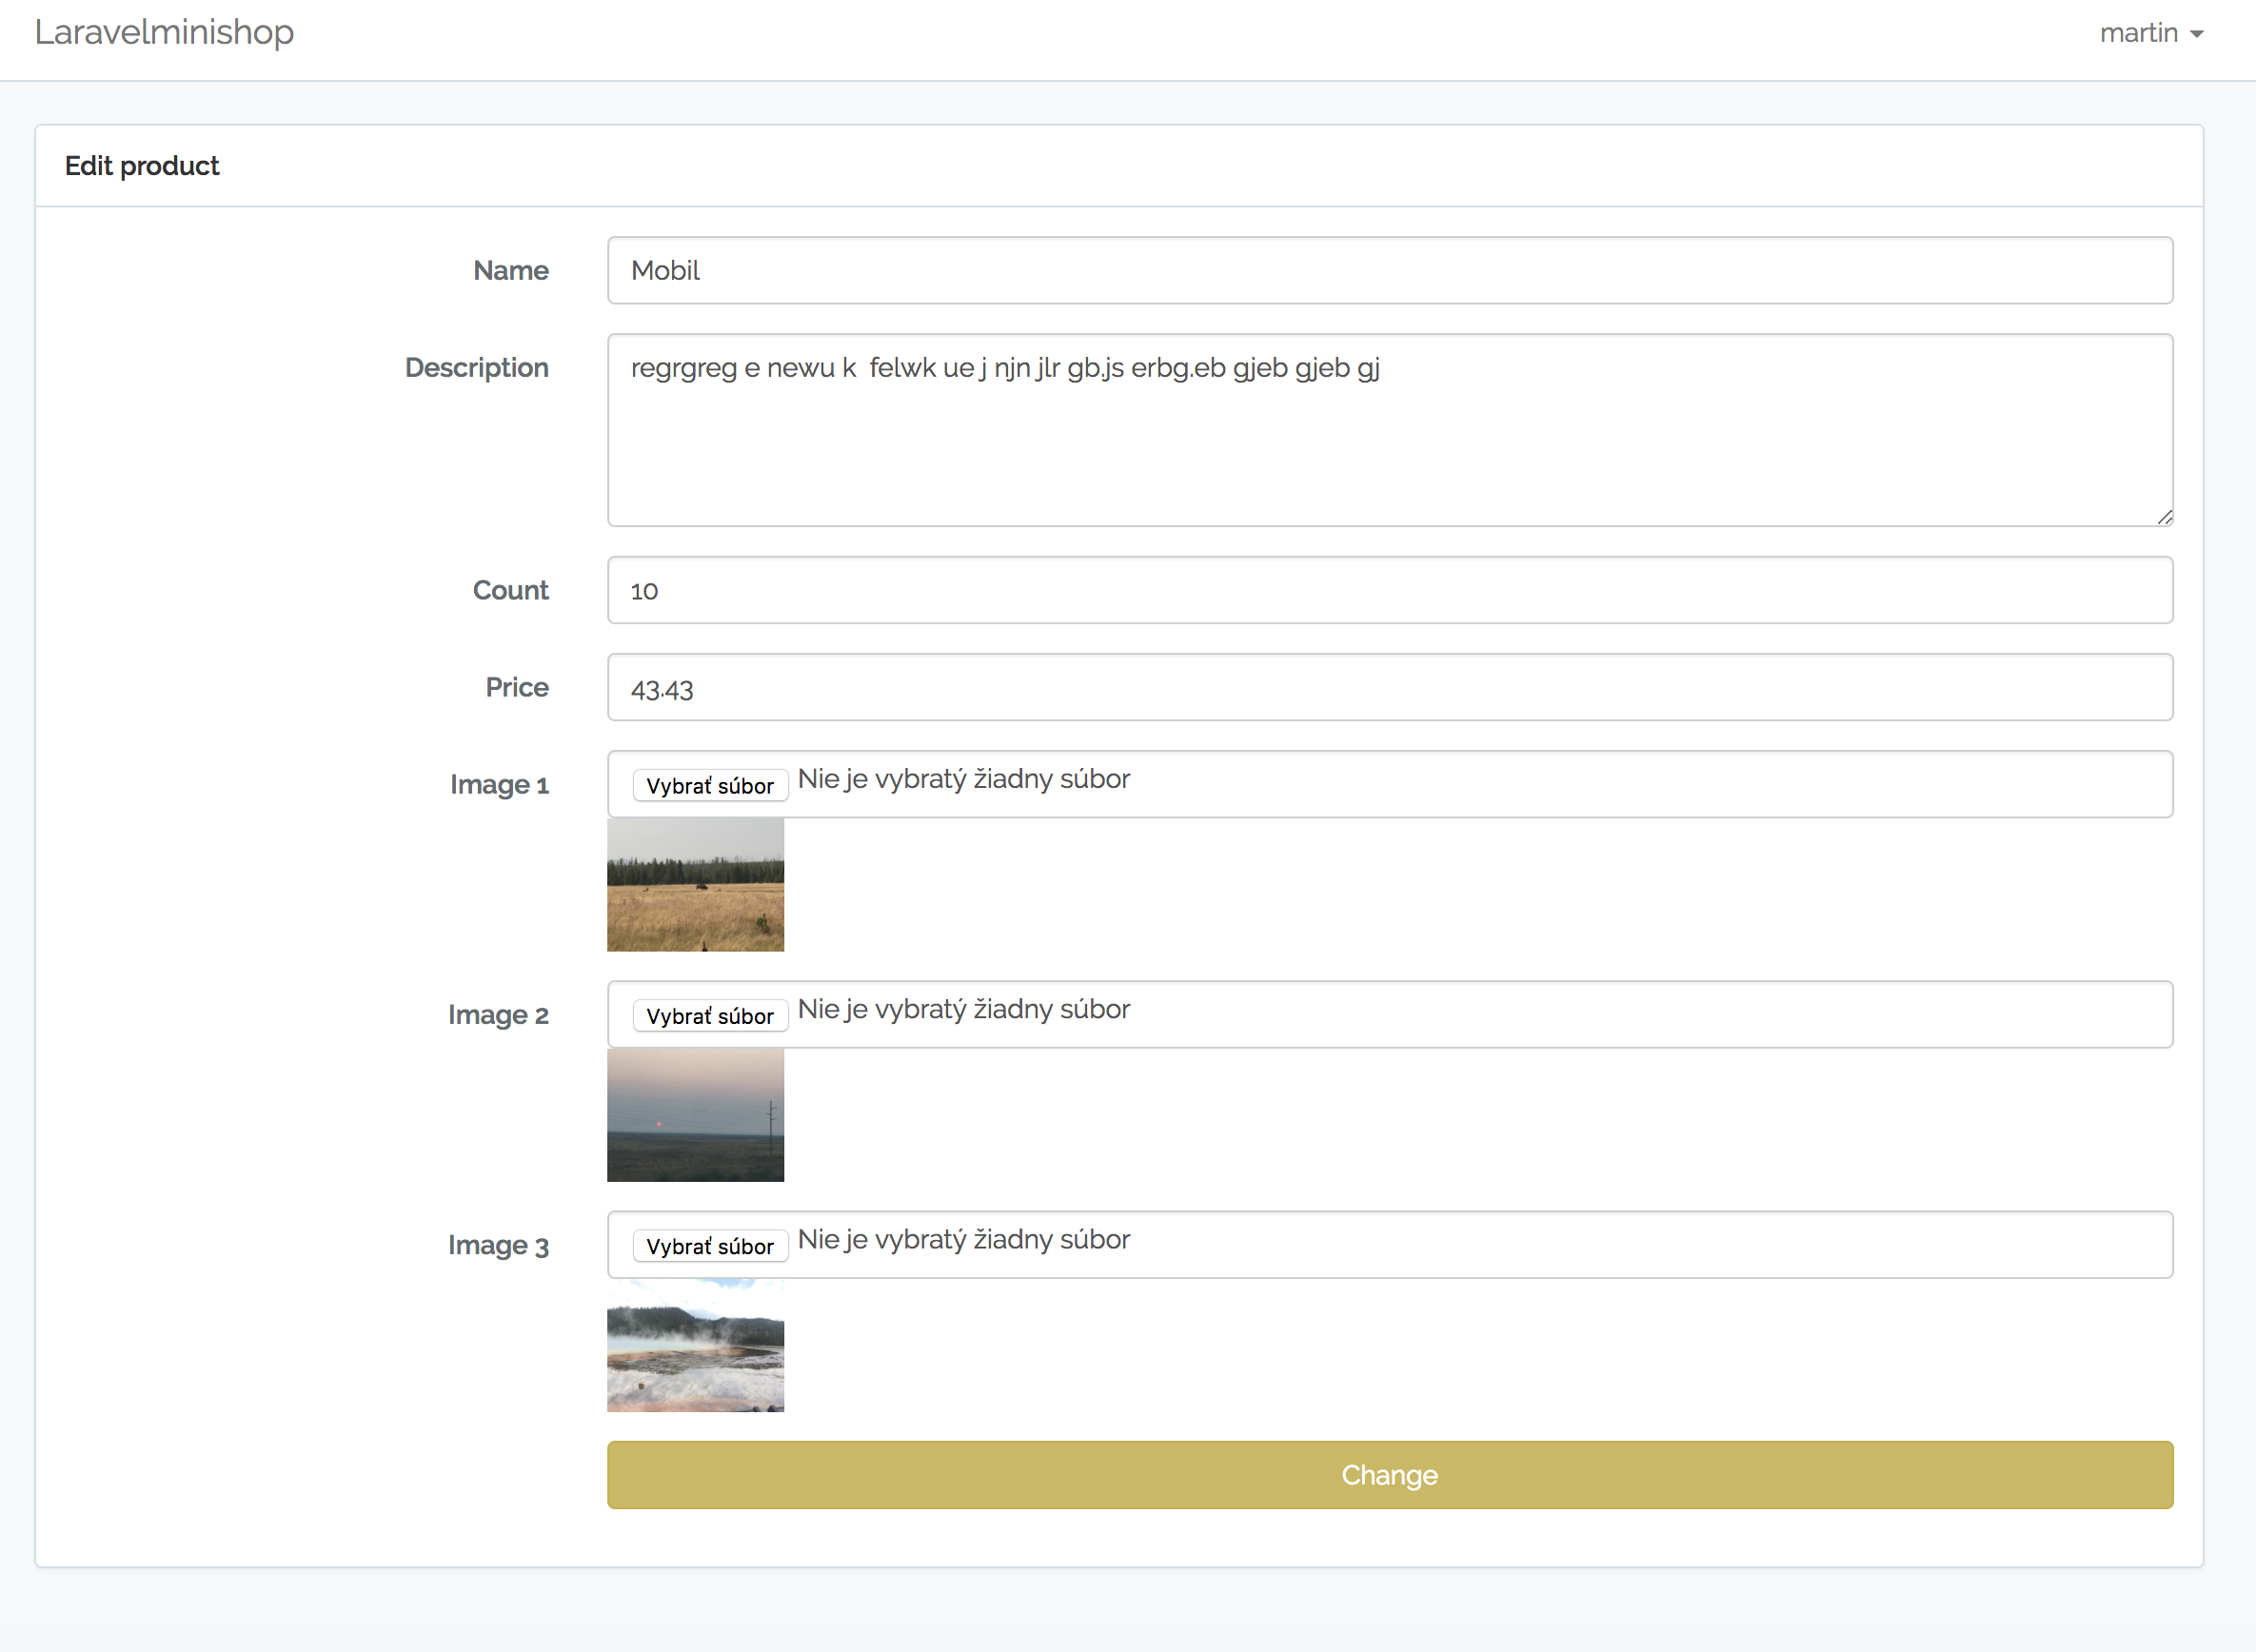 Laravelminishop
martin
Edit product
Name
Mobil
Description
regrgreg e newu k  felwk ue j njn jlr gb.js erbg.eb gjeb gjeb gj
Count
10
Price
43.43
Image 1
Vybrať súbor Nie je vybratý žiadny súbor
Image 2
Vybrať súbor Nie je vybratý žiadny súbor
Image 3
Vybrať súbor Nie je vybratý žiadny súbor
Change